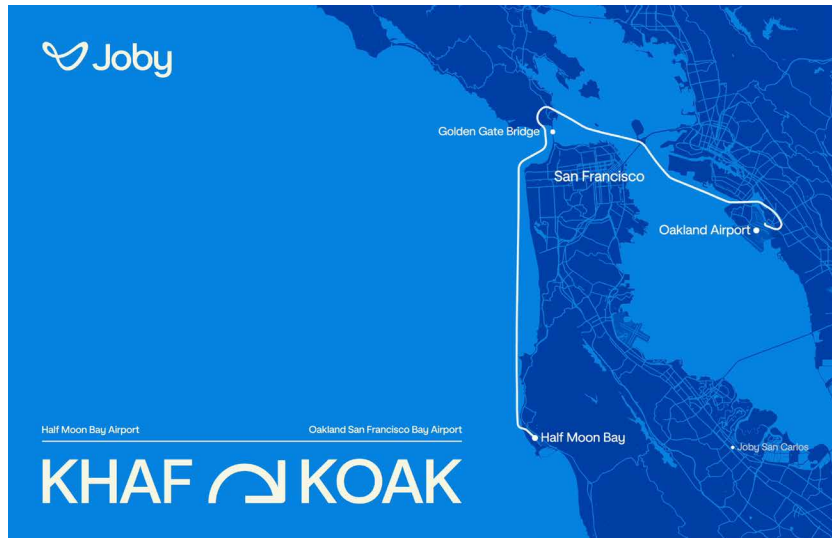 Joby
Golden Gate Bridge
San Francisco
Oakland Airport
Half Moon Bay
Joby San Carlos
Half Moon Bay Airport Oakland San Francisco Bay Airport
KHAF KOAK